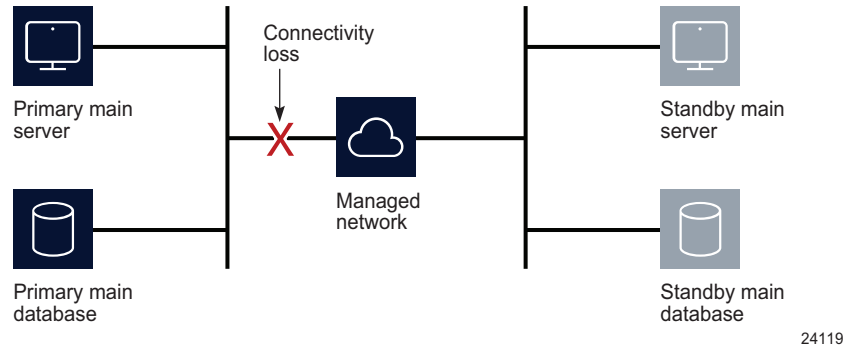 Connectivity
loss
Primary main
server
Standby main
server
Managed
network
Primary main
database
Standby main
database
24119